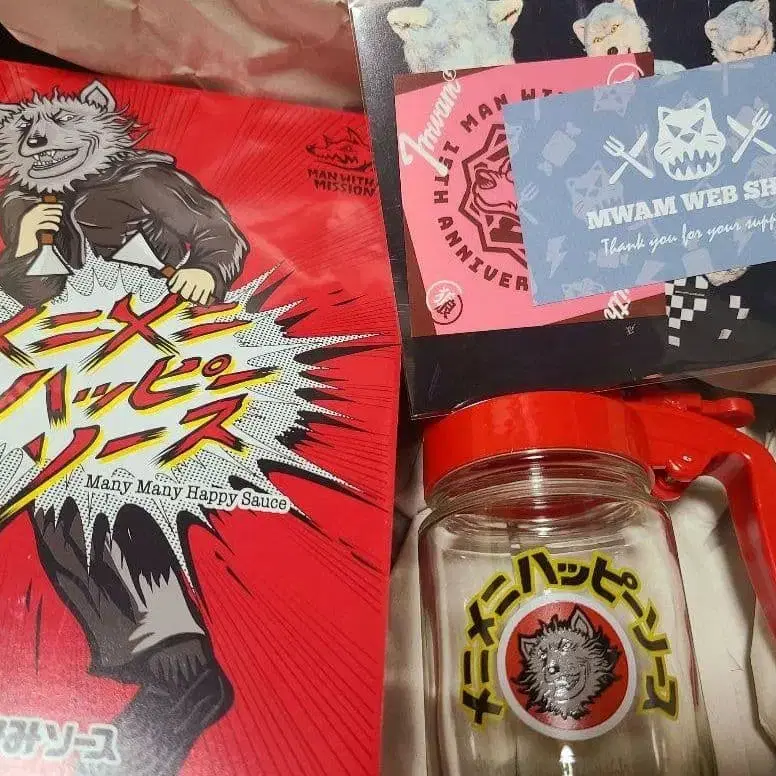 MAN WITH A
MISSION
メニメニ
ハッピー
ソース
Many Many Happy Sauce
みソース
mwam
MAN WI
ANNIVER
MWAM WEB SH
Thank you for your supp
メニメニハッピーソース